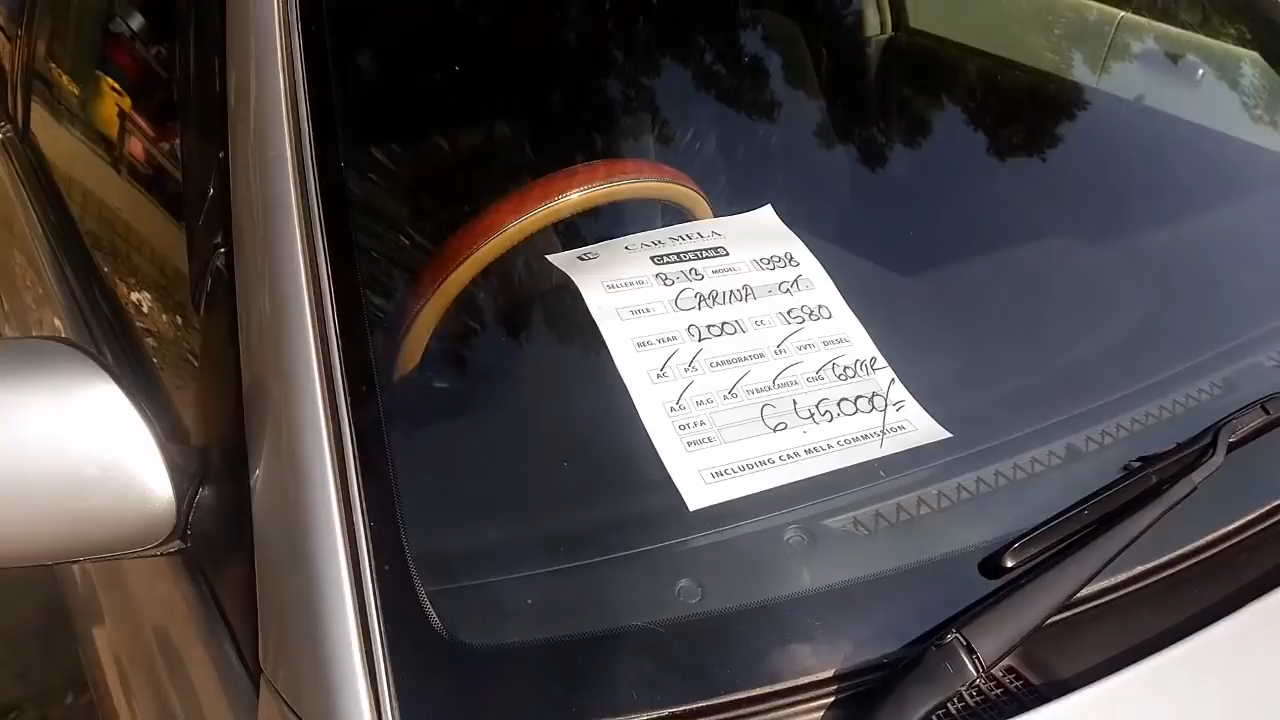 CAR MELA
CAR DETAILS
SELLER ID: B-13 MODEL: 1998
TITLE: CARINA - GT.
REG. YEAR 2001 CC: 1580
AC P.S CARBORATOR EFI VVTI DIESEL
A.G M.G A.O TV BACK CAMERA CNG 60GR
OT.FA
PRICE: 6,45.000/=
INCLUDING CAR MELA COMMISSION